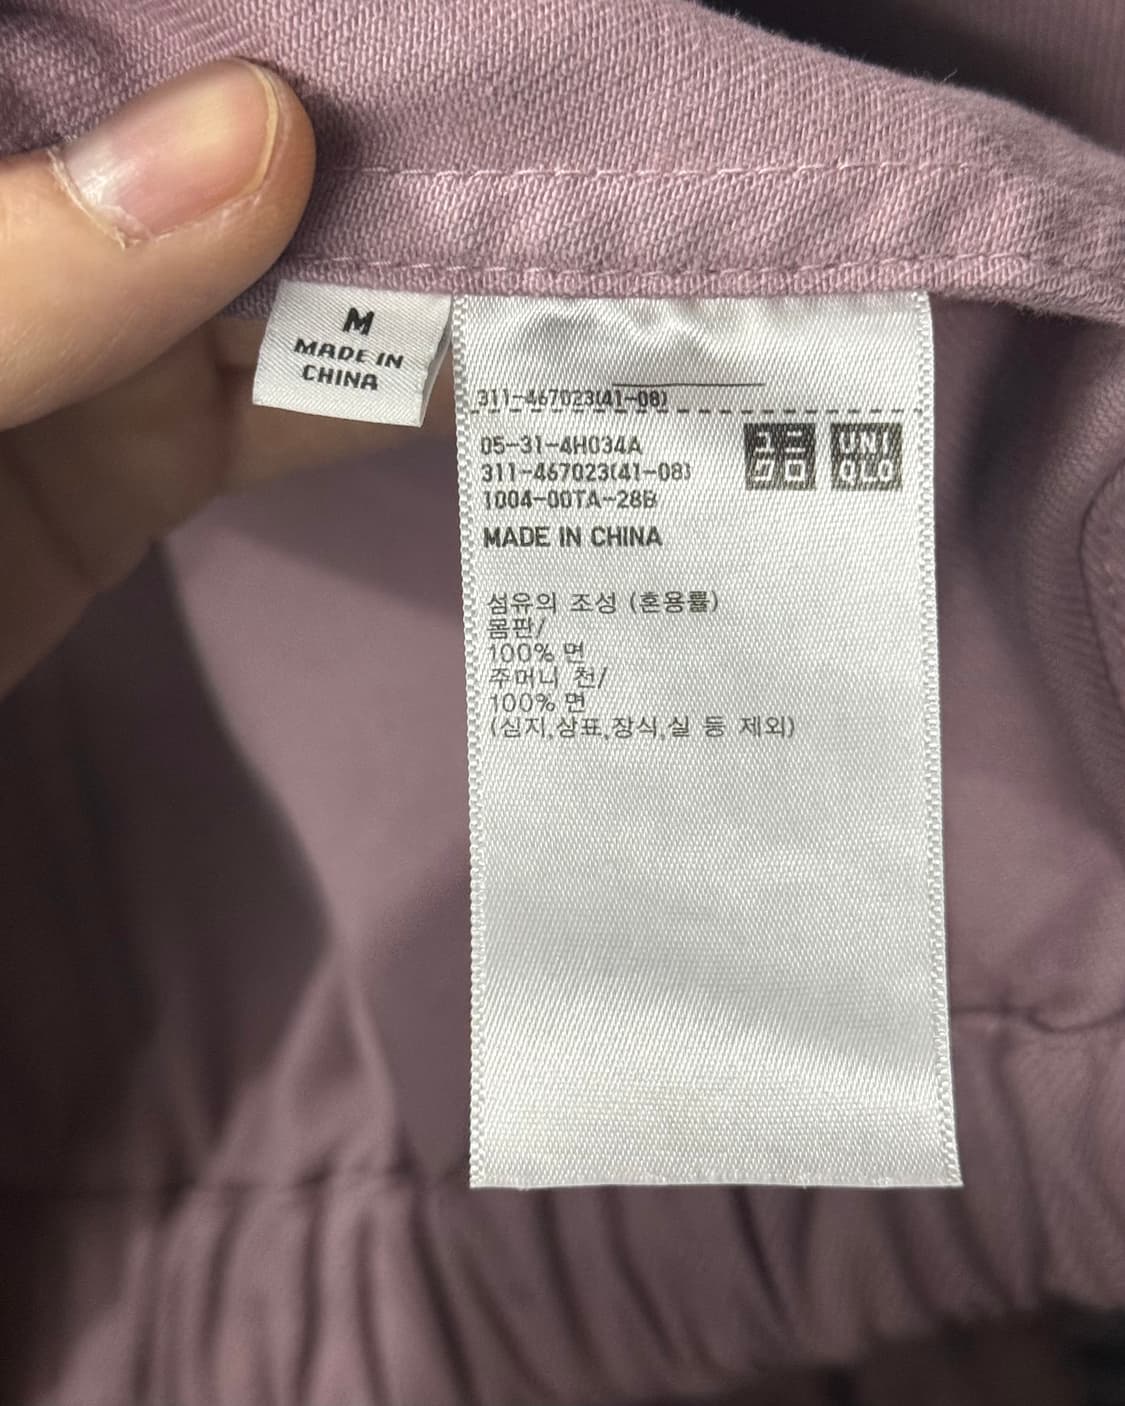 M
MADE IN
CHINA
311-467023(41-08)
05-31-4H034A
311-467023(41-08)
1004-00TA-28B
MADE IN CHINA
ユニ
クロ
UNI
QLO
섬유의 조성 (혼용률)
몸판/
100% 면
주머니 천/
100% 면
(심지,상표,장식,실 등 제외)